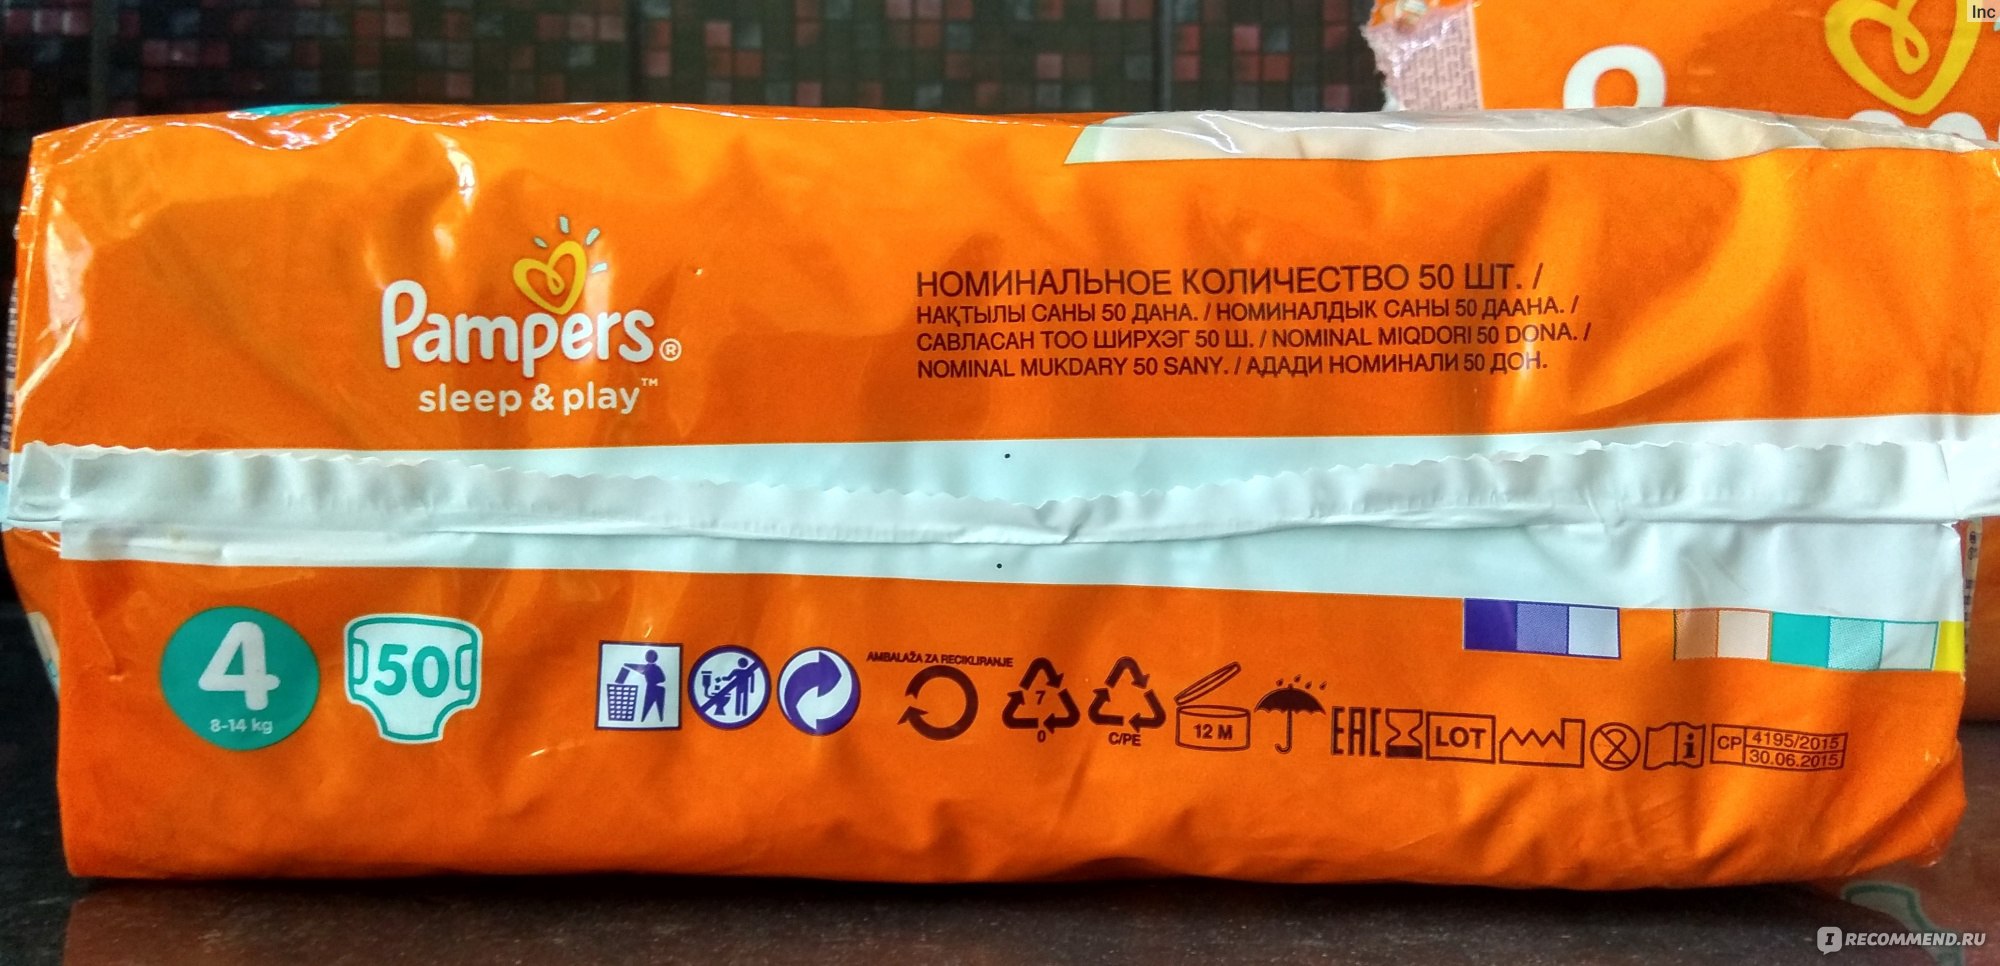 Inc
Pampers®
sleep & play™
НОМИНАЛЬНОЕ КОЛИЧЕСТВО 50 ШТ. /
НАҚТЫЛЫ САНЫ 50 ДАНА. / НОМИНАЛДЫК САНЫ 50 ДААНА. /
САВЛАСАН ТОО ШИРХЭГ 50 Ш. / NOMINAL MIQDORI 50 DONA. /
NOMINAL MUKDARY 50 SANY. / АДАДИ НОМИНАЛИ 50 ДОН.
4
8-14 kg
50
AMBALAŽA ZA RECIKLIRANJE
7
0
C/PE
12 M
EAC
LOT
CP 4195/2015
30.06.2015
IRECOMMEND.RU